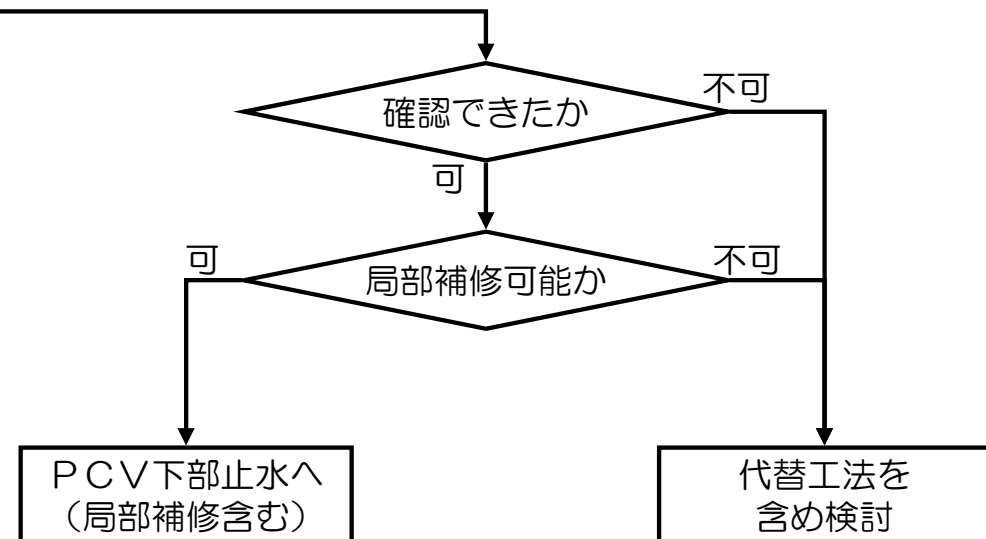 確認できたか
不可
可
可
局部補修可能か
不可
ＰＣＶ下部止水へ
（局部補修含む）
代替工法を
含め検討